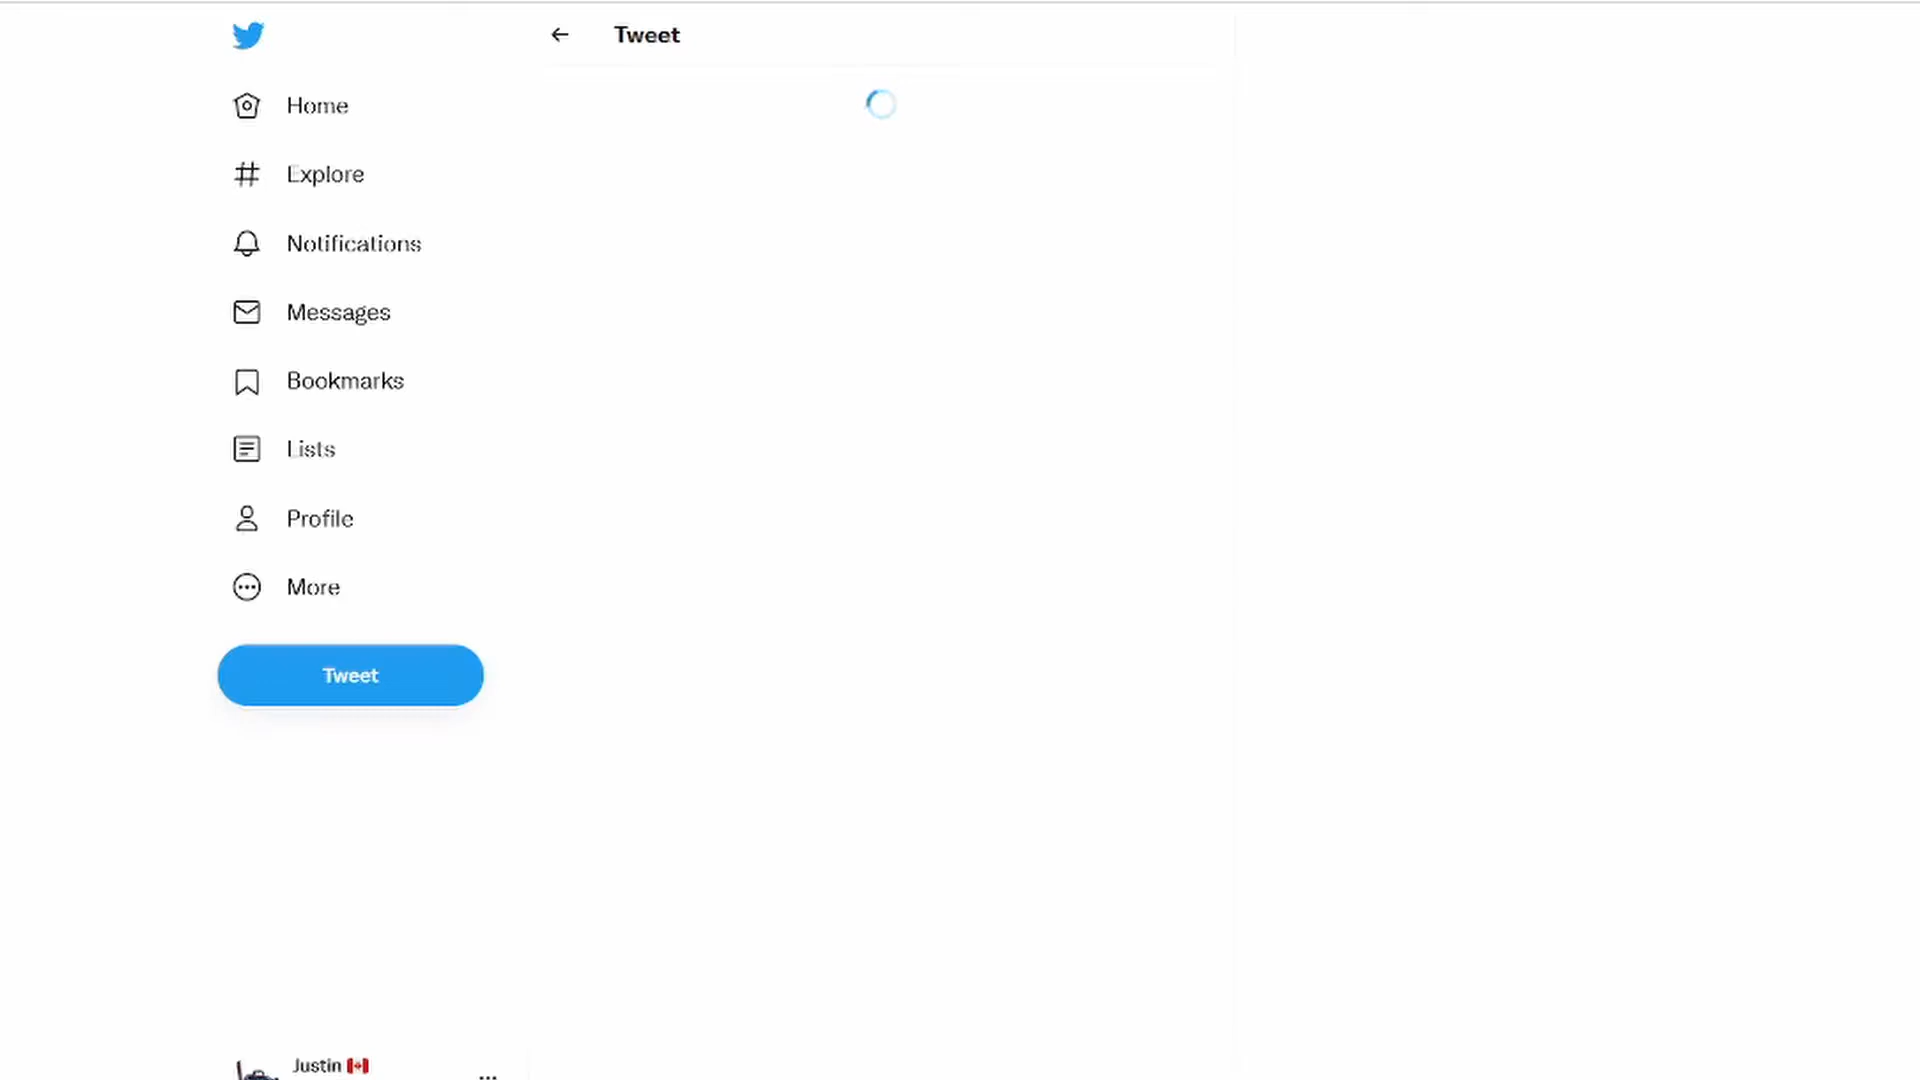 Tweet
Home
Explore
Notifications
Messages
Bookmarks
Lists
Profile
More
Tweet
Justin